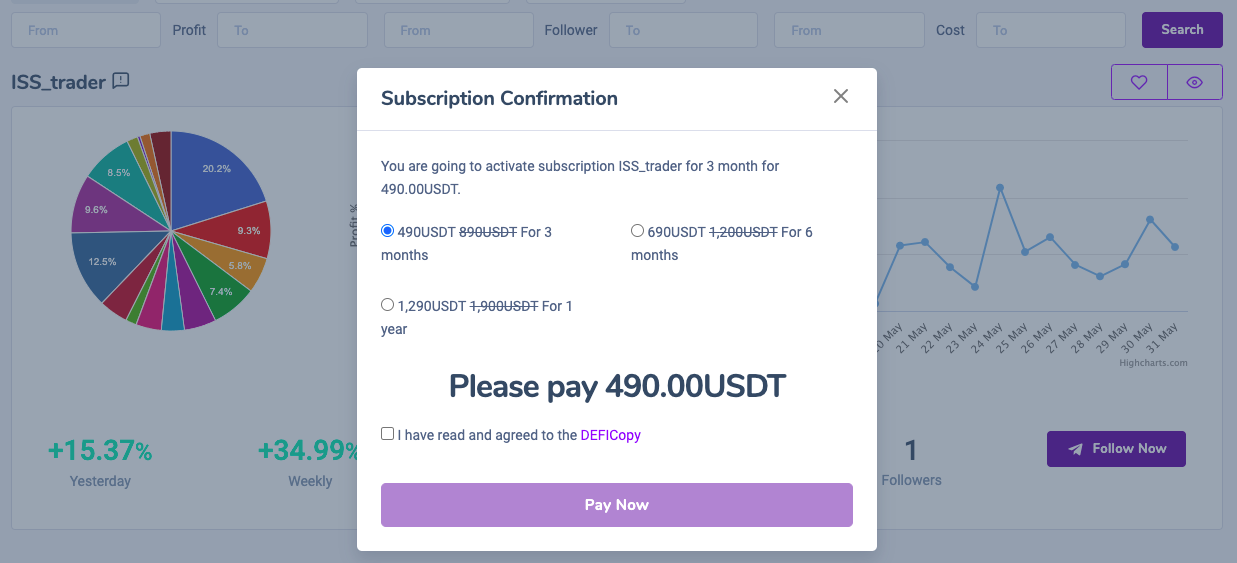 From Profit To From Follower To From Cost To Search
ISS_trader
Subscription Confirmation
You are going to activate subscription ISS_trader for 3 month for
490.00USDT.
490USDT 890USDT For 3
months
690USDT 1,200USDT For 6
months
1,290USDT 1,900USDT For 1
year
Please pay 490.00USDT
I have read and agreed to the DEFICopy
Pay Now
20.2%
9.3%
5.8%
7.4%
12.5%
9.6%
8.5%
Profit %
21 May
22 May
23 May
24 May
25 May
26 May
27 May
28 May
29 May
30 May
31 May
Highcharts.com
+15.37%
Yesterday
+34.99%
Weekly
1
Followers
Follow Now